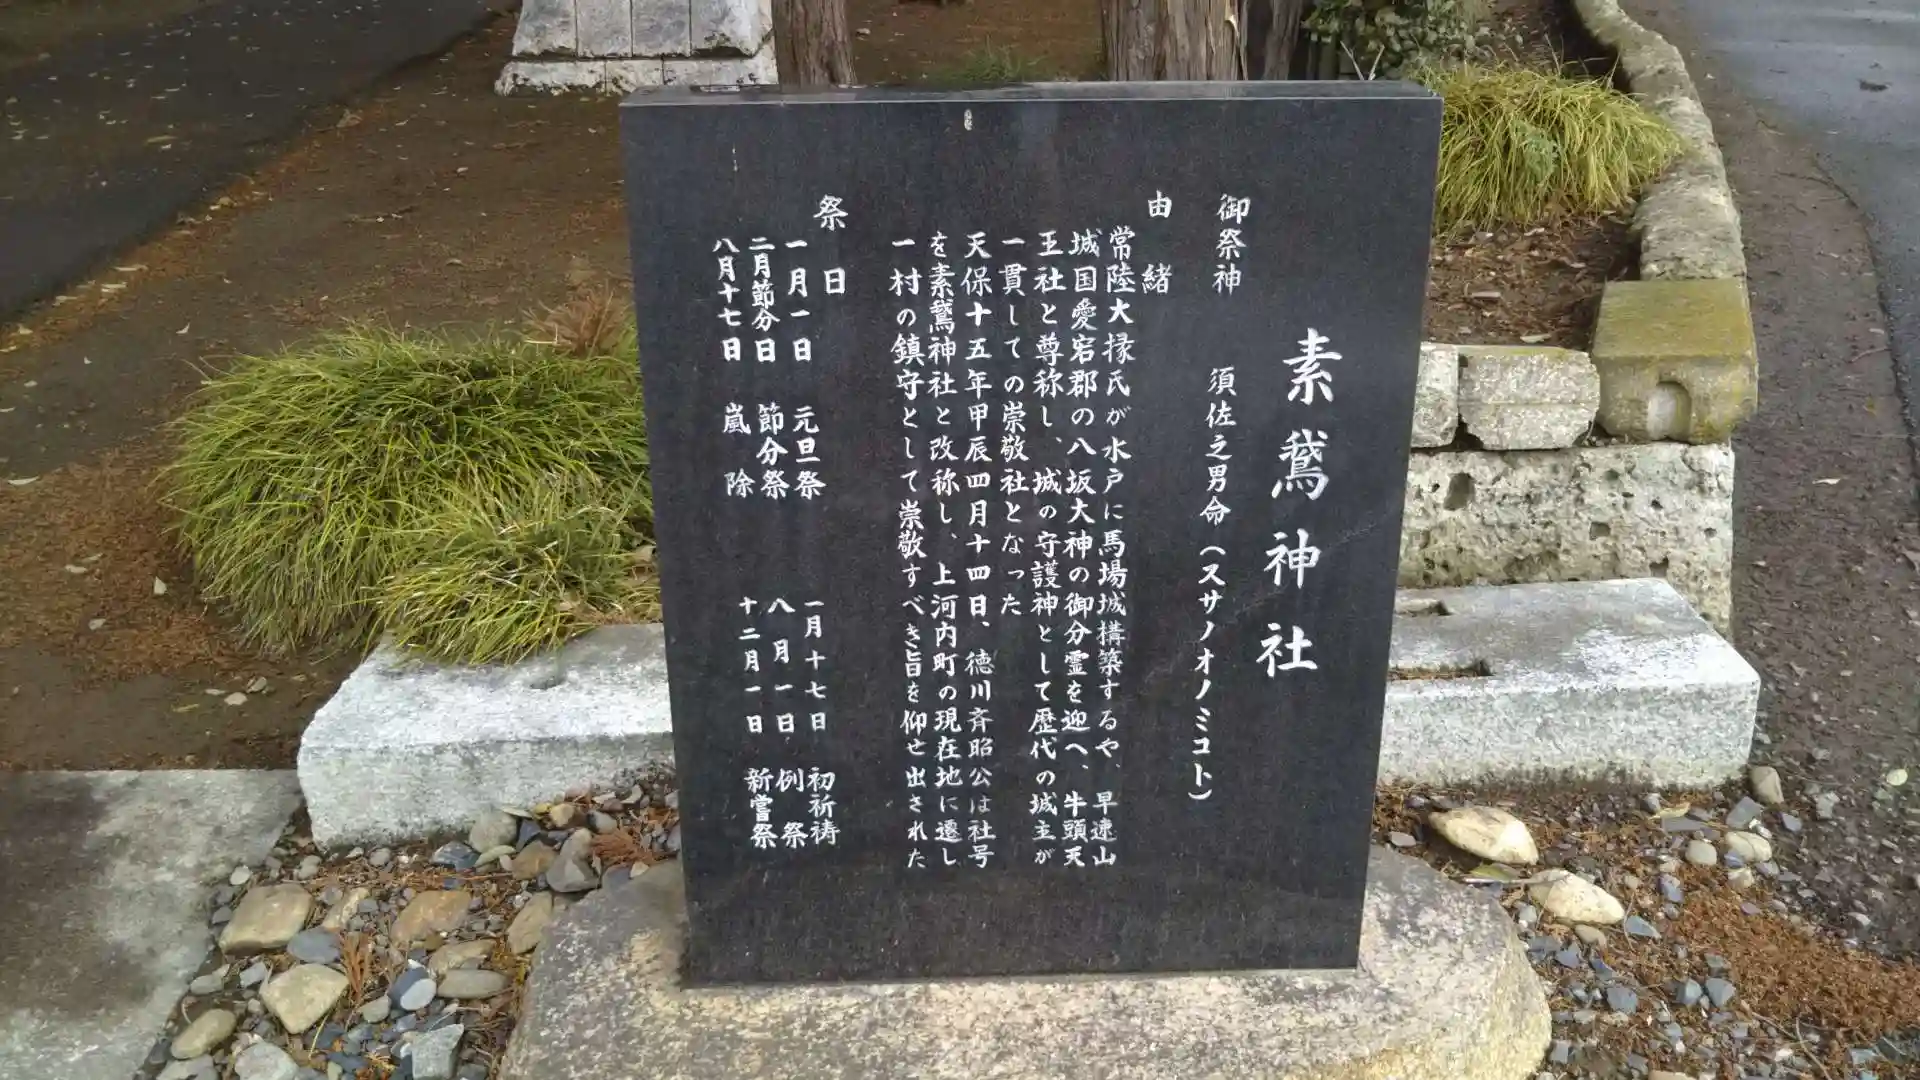 素鵞神社
御祭神　須佐之男命（スサノオノミコト）
由緒
常陸大掾氏が水戸に馬場城構築するや、早速山
城国愛宕郡の八坂大神の御分霊を迎へ、牛頭天
王社と尊称し、城の守護神として歴代の城主が
一貫しての崇敬社となった
天保十五年甲辰四月十四日、徳川斉昭公は社号
を素鵞神社と改称し、上河内町の現在地に遷し
一村の鎮守として崇敬すべき旨を仰せ出された
祭日
一月一日　元旦祭　一月十七日　初祈祷
二月節分日　節分祭　八月一日　例祭
八月十七日　嵐除　十二月一日　新嘗祭